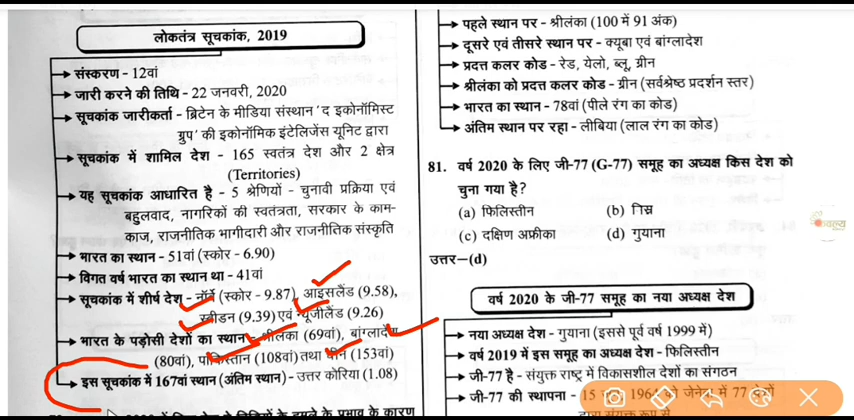 लोकतंत्र सूचकांक, 2019
संस्करण - 12वां
जारी करने की तिथि - 22 जनवरी, 2020
सूचकांक जारीकर्ता - ब्रिटेन के मीडिया संस्थान 'द इकोनॉमिस्ट
ग्रुप' की इकोनॉमिक इंटेलिजेंस यूनिट द्वारा
सूचकांक में शामिल देश - 165 स्वतंत्र देश और 2 क्षेत्र
(Territories)
यह सूचकांक आधारित है - 5 श्रेणियों - चुनावी प्रक्रिया एवं
बहुलवाद, नागरिकों की स्वतंत्रता, सरकार के काम-
काज, राजनीतिक भागीदारी और राजनीतिक संस्कृति
भारत का स्थान - 51वां (स्कोर - 6.90)
विगत वर्ष भारत का स्थान था - 41वां
सूचकांक में शीर्ष देश - नॉर्वे (स्कोर - 9.87), आइसलैंड (9.58),
स्वीडन (9.39) एवं न्यूजीलैंड (9.26)
भारत के पड़ोसी देशों का स्थान - श्रीलंका (69वां), बांग्लादेश
(80वां), पाकिस्तान (108वां) तथा चीन (153वां)
इस सूचकांक में 167वां स्थान (अंतिम स्थान) - उत्तर कोरिया (1.08)
पहले स्थान पर - श्रीलंका (100 में 91 अंक)
दूसरे एवं तीसरे स्थान पर - क्यूबा एवं बांग्लादेश
प्रदत्त कलर कोड - रेड, येलो, ब्लू, ग्रीन
श्रीलंका को प्रदत्त कलर कोड - ग्रीन (सर्वश्रेष्ठ प्रदर्शन स्तर)
भारत का स्थान - 78वां (पीले रंग का कोड)
अंतिम स्थान पर रहा - लीबिया (लाल रंग का कोड)
81. वर्ष 2020 के लिए जी-77 (G-77) समूह का अध्यक्ष किस देश को
चुना गया है?
(a) फिलिस्तीन (b) मिस्र
(c) दक्षिण अफ्रीका (d) गुयाना
उत्तर—(d)
वर्ष 2020 के जी-77 समूह का नया अध्यक्ष देश
नया अध्यक्ष देश - गुयाना (इससे पूर्व वर्ष 1999 में)
वर्ष 2019 में इस समूह का अध्यक्ष देश - फिलिस्तीन
जी-77 है - संयुक्त राष्ट्र में विकासशील देशों का संगठन
जी-77 की स्थापना - 15 1964 को जेनेवा में 77 देशों